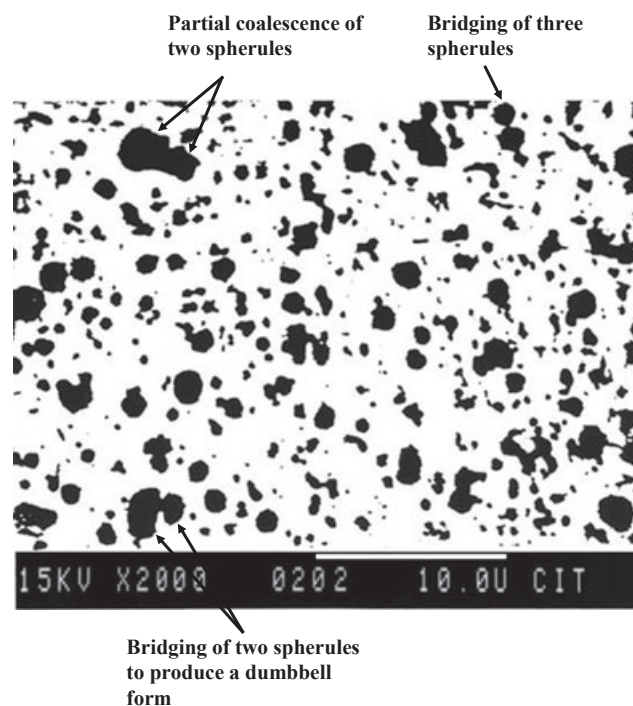 Partial coalescence of
two spherules
Bridging of three
spherules
15KV X2000 0202 10.0U CIT
Bridging of two spherules
to produce a dumbbell
form